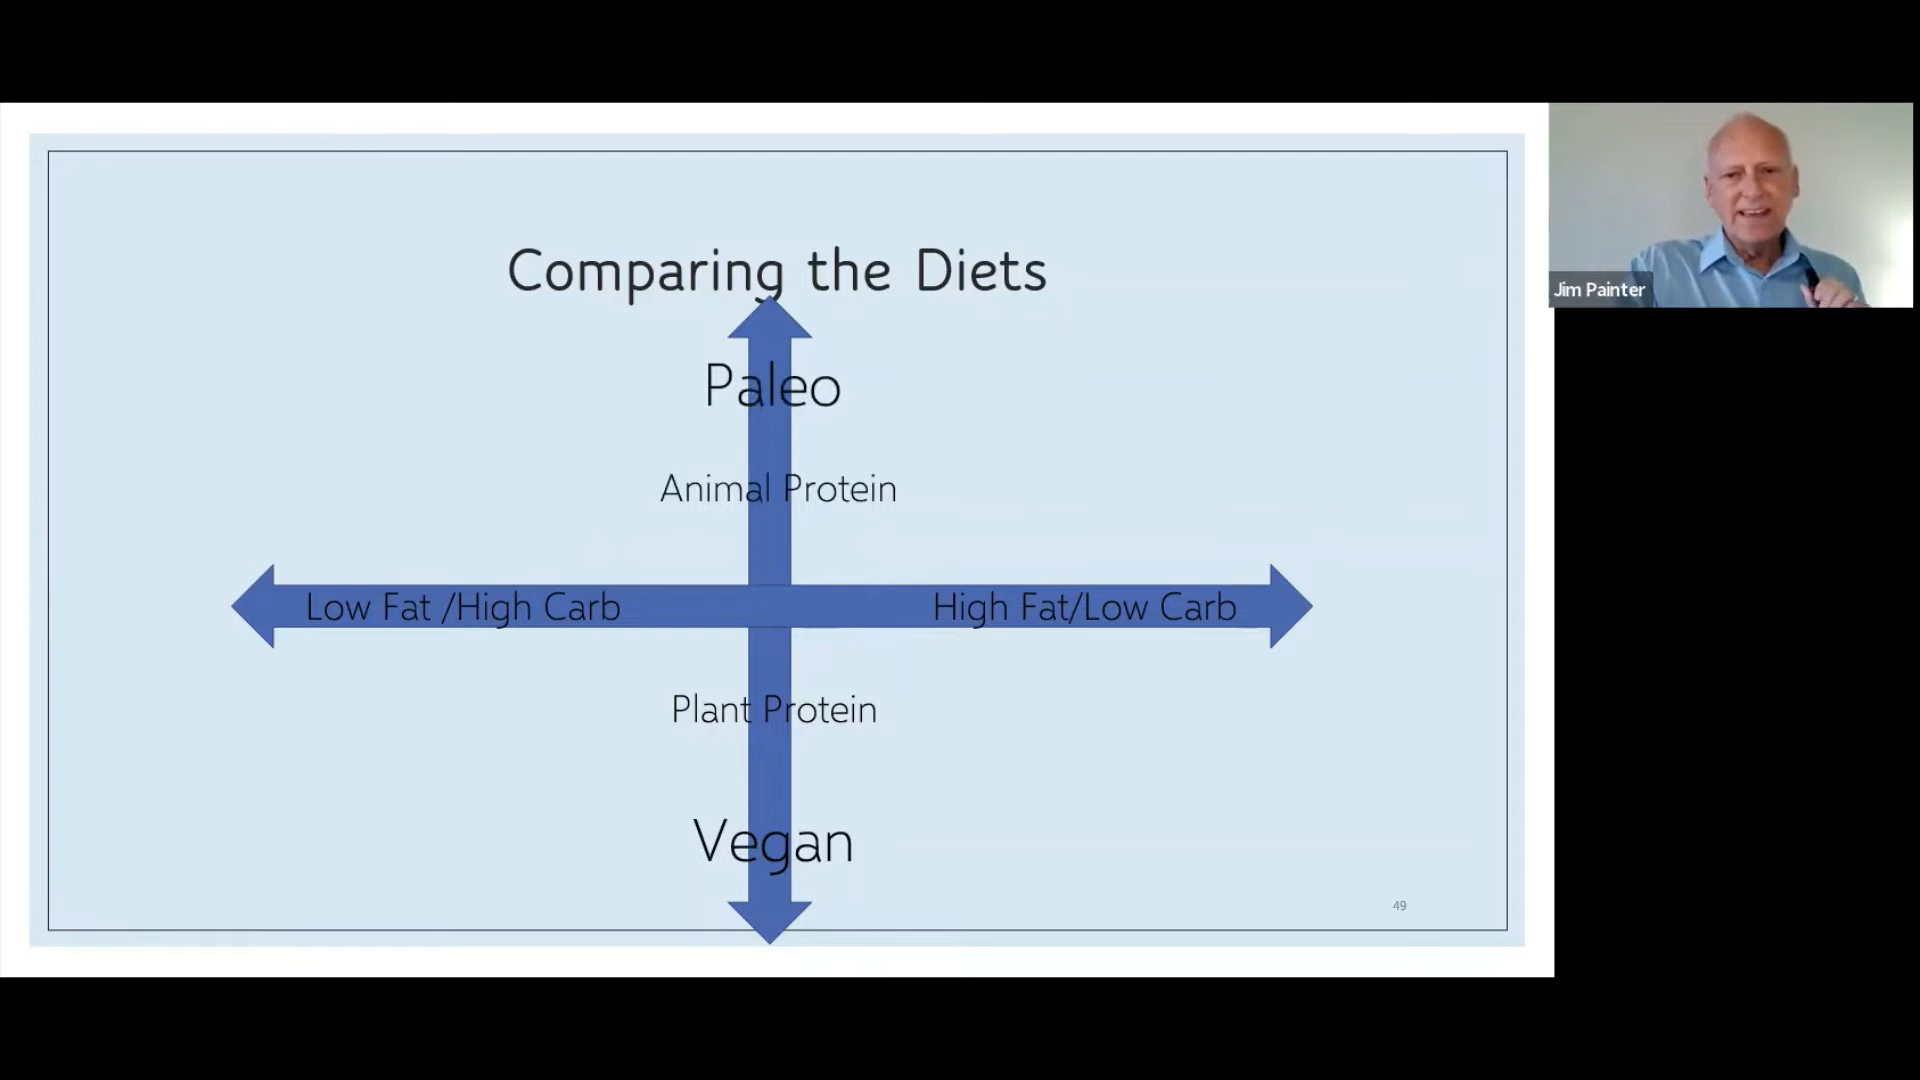 Comparing the Diets
Paleo
Animal Protein
Low Fat /High Carb
High Fat/Low Carb
Plant Protein
Vegan
49
Jim Painter